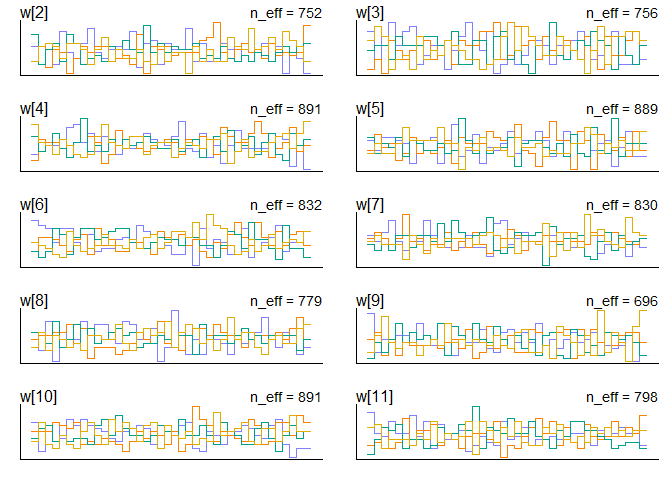 w[2] n_eff = 752
w[3] n_eff = 756
w[4] n_eff = 891
w[5] n_eff = 889
w[6] n_eff = 832
w[7] n_eff = 830
w[8] n_eff = 779
w[9] n_eff = 696
w[10] n_eff = 891
w[11] n_eff = 798